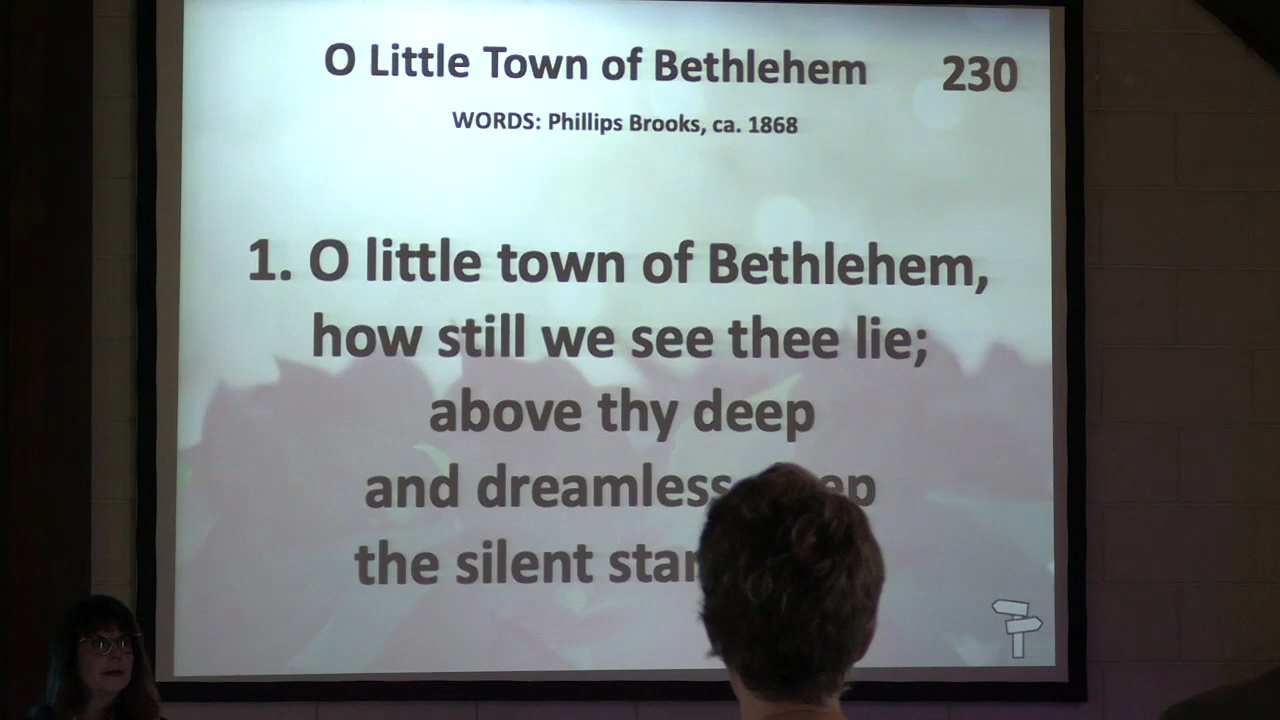 O Little Town of Bethlehem 230
WORDS: Phillips Brooks, ca. 1868
1. O little town of Bethlehem,
how still we see thee lie;
above thy deep
and dreamless
the silent